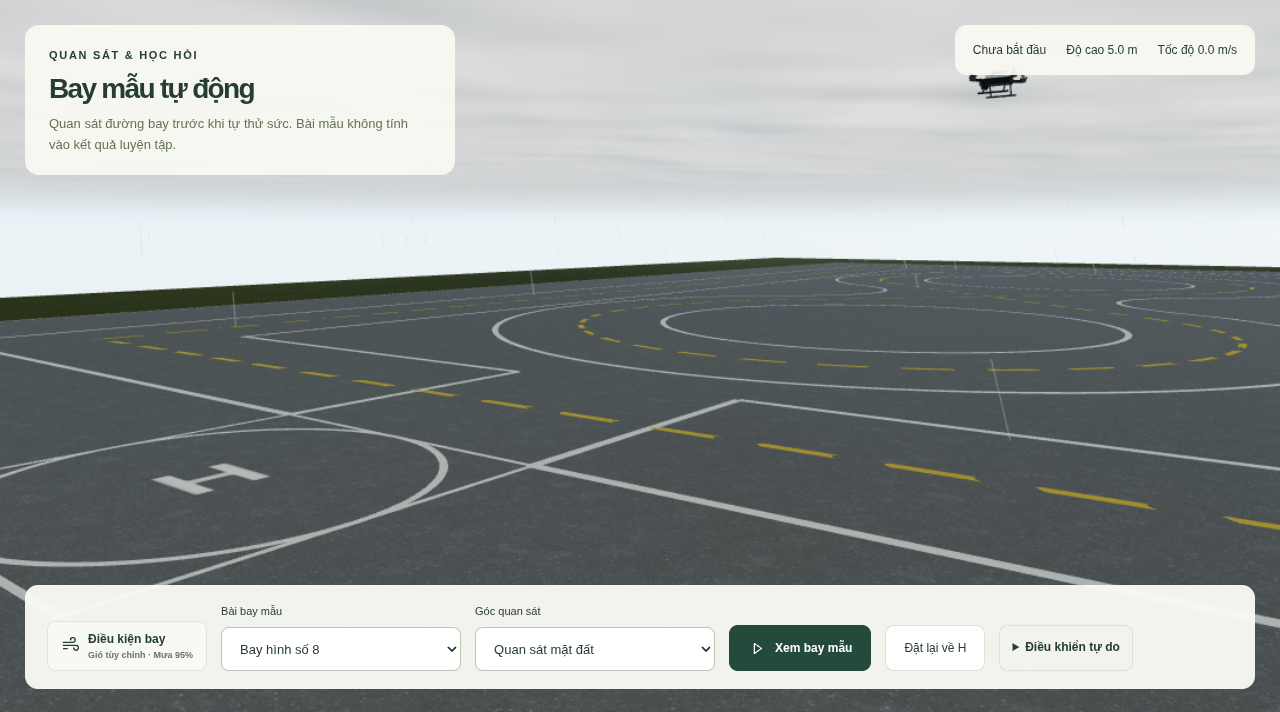 QUAN SÁT & HỌC HỎI
Bay mẫu tự động
Quan sát đường bay trước khi tự thử sức. Bài mẫu không tính
vào kết quả luyện tập.
Chưa bắt đầu Độ cao 5.0 m Tốc độ 0.0 m/s
H
Điều kiện bay
Gió tùy chỉnh · Mưa 95%
Bài bay mẫu
Bay hình số 8
Góc quan sát
Quan sát mặt đất
Xem bay mẫu
Đặt lại về H
Điều khiển tự do